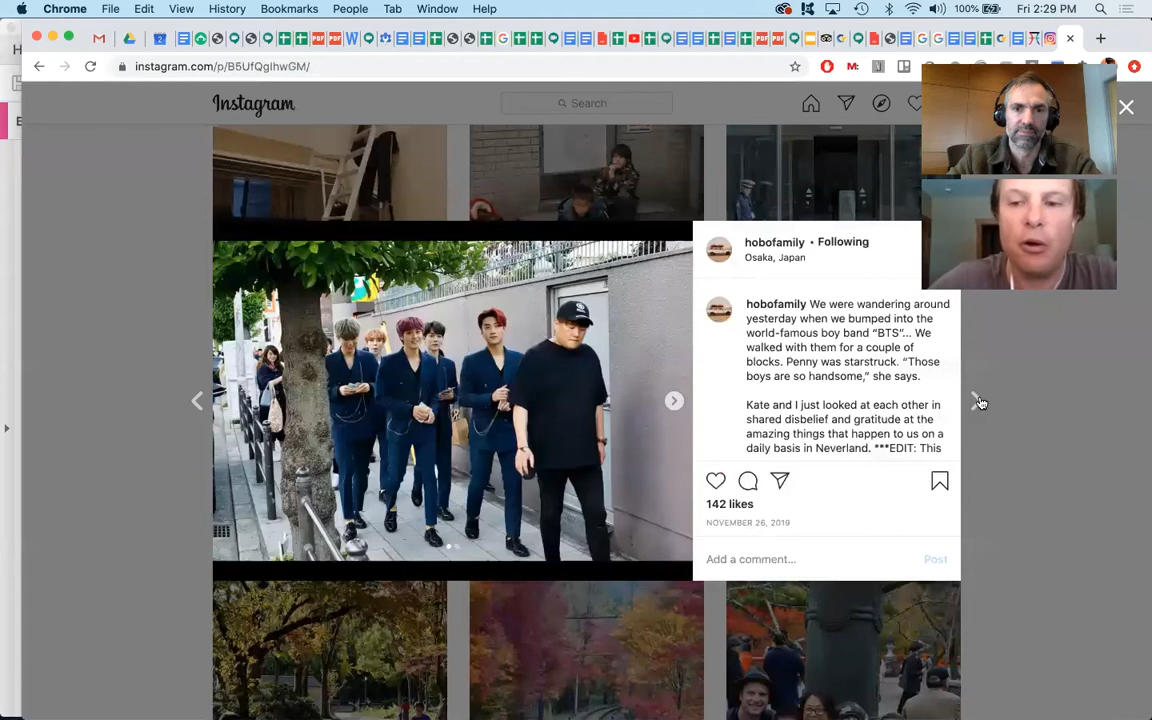 Chrome File Edit View History Bookmarks People Tab Window Help 100% Fri 2:29 PM
instagram.com/p/B5UfQglhwGM/
Instagram
Search
hobofamily • Following
Osaka, Japan
hobofamily We were wandering around
yesterday when we bumped into the
world-famous boy band “BTS”... We
walked with them for a couple of
blocks. Penny was starstruck. “Those
boys are so handsome,” she says.
Kate and I just looked at each other in
shared disbelief and gratitude at the
amazing things that happen to us on a
daily basis in Neverland. ***EDIT: This
142 likes
NOVEMBER 26, 2019
Add a comment...
Post